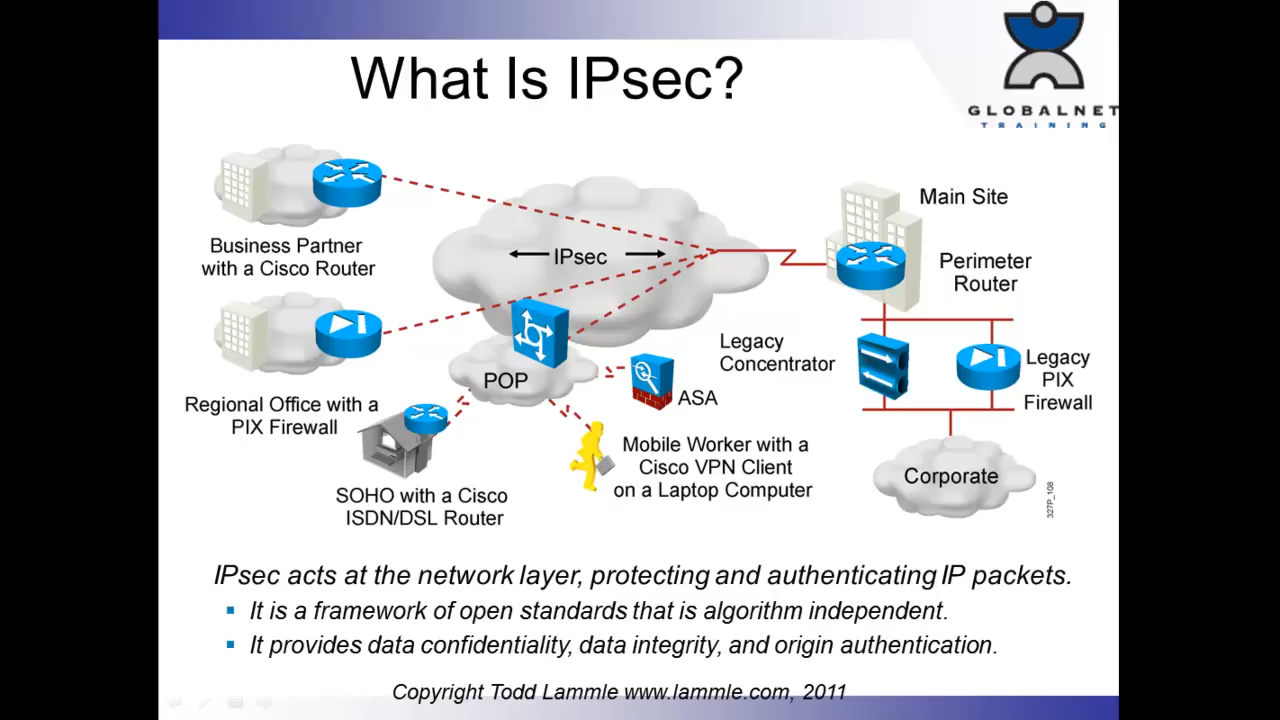 What Is IPsec?
GLOBALNET
TRAINING
Business Partner
with a Cisco Router
IPsec
Main Site
Perimeter
Router
Regional Office with a
PIX Firewall
POP
Legacy
Concentrator
ASA
Legacy
PIX
Firewall
SOHO with a Cisco
ISDN/DSL Router
Mobile Worker with a
Cisco VPN Client
on a Laptop Computer
Corporate
327P_108
IPsec acts at the network layer, protecting and authenticating IP packets.
It is a framework of open standards that is algorithm independent.
It provides data confidentiality, data integrity, and origin authentication.
Copyright Todd Lammle www.lammle.com, 2011